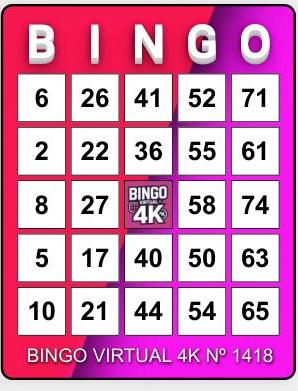 B I N G O
6 26 41 52 71
2 22 36 55 61
8 27 BINGO VIRTUAL 4K 58 74
5 17 40 50 63
10 21 44 54 65
BINGO VIRTUAL 4K Nº 1418